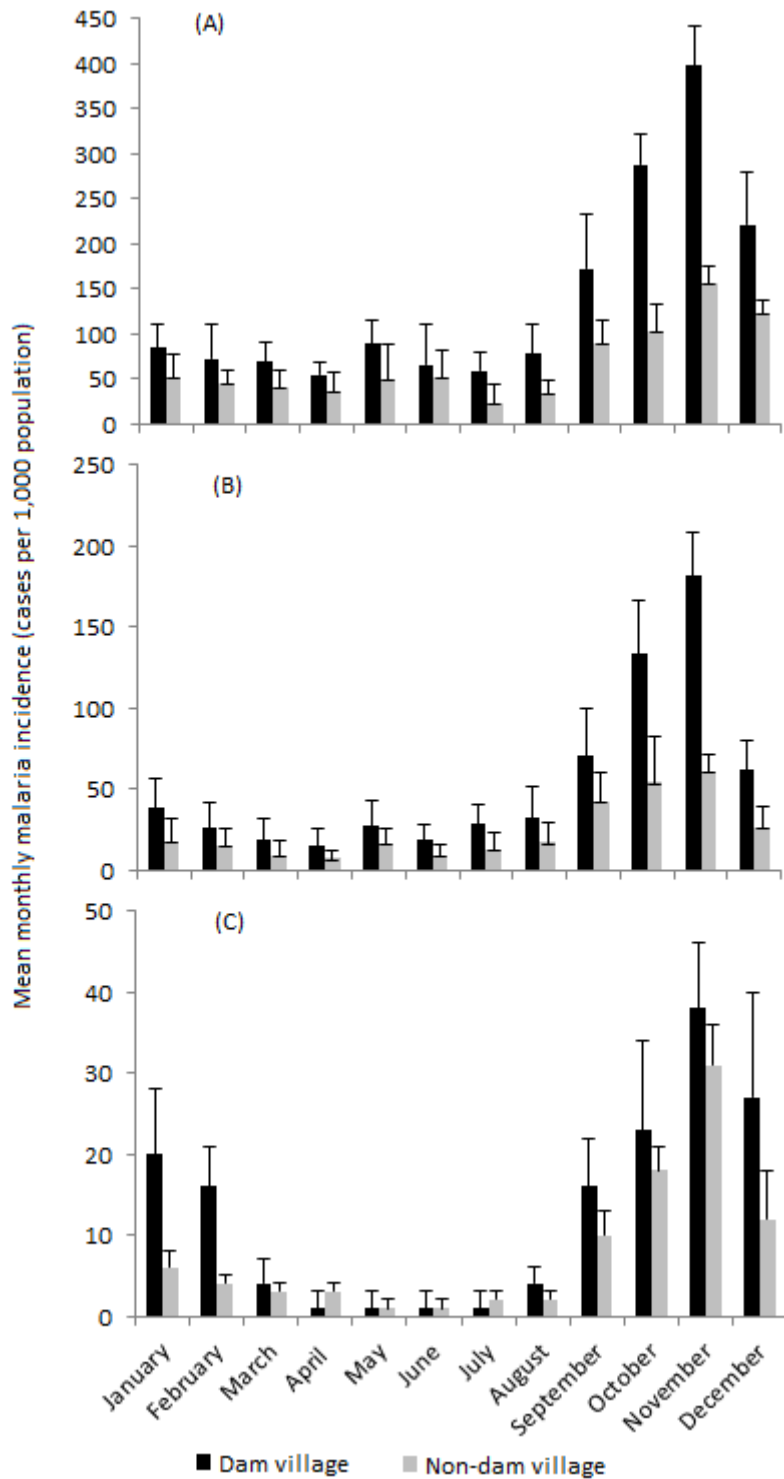 Mean monthly malaria incidence (cases per 1,000 population)
(A)
450
400
350
300
250
200
150
100
50
0
(B)
250
200
150
100
50
0
(C)
50
40
30
20
10
0
January
February
March
April
May
June
July
August
September
October
November
December
Dam village
Non-dam village